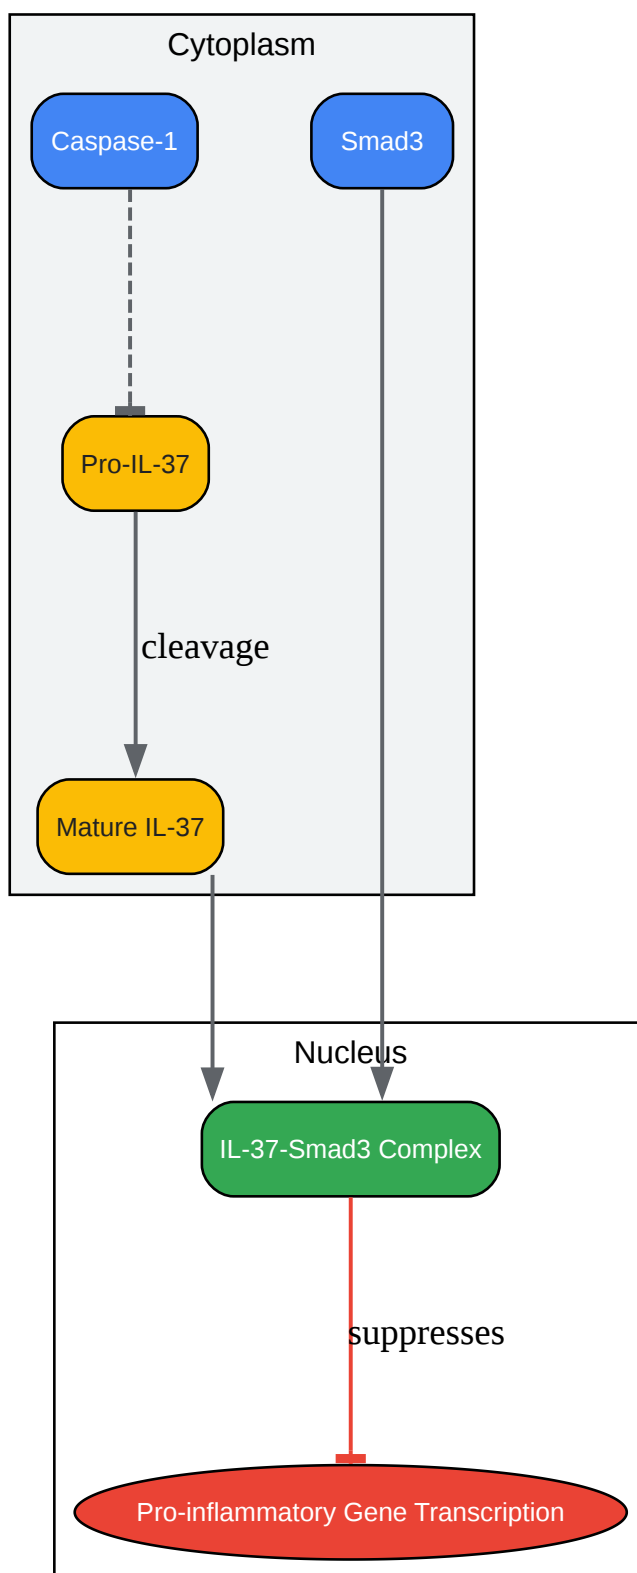 Cytoplasm
Caspase-1
Smad3
Pro-IL-37
cleavage
Mature IL-37
Nucleus
IL-37-Smad3 Complex
suppresses
Pro-inflammatory Gene Transcription